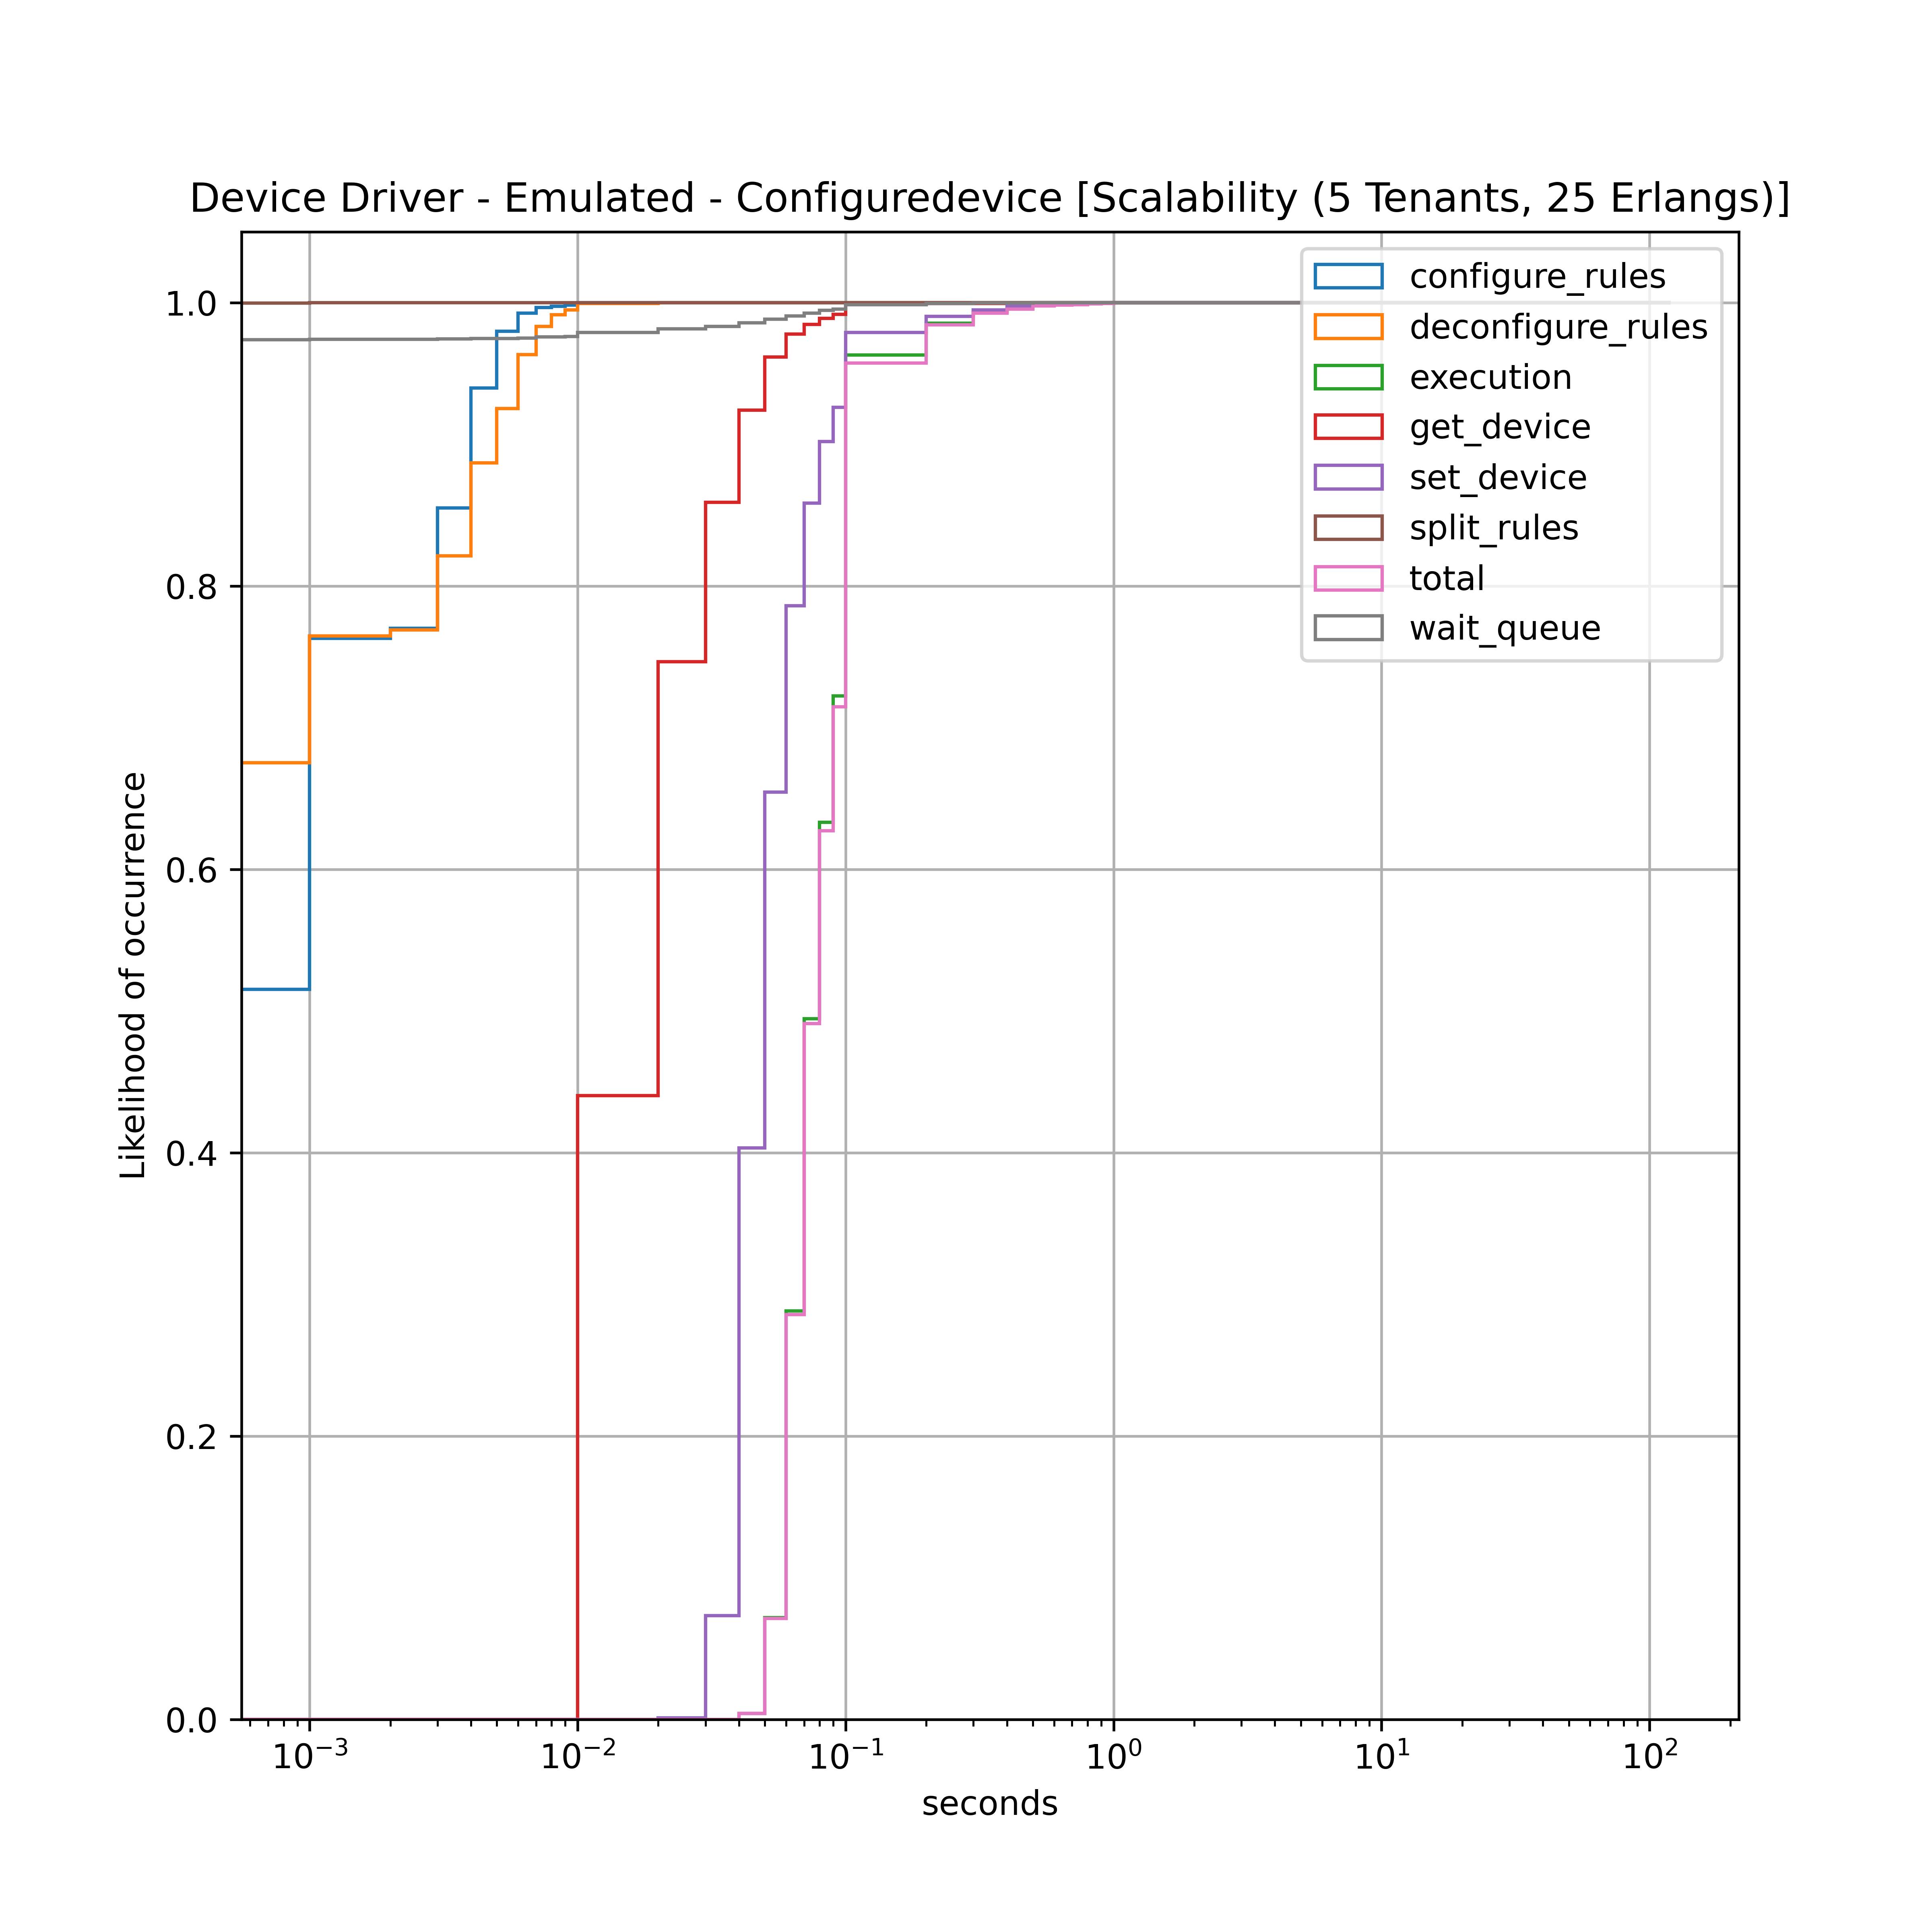 Device Driver - Emulated - Configuredevice [Scalability (5 Tenants, 25 Erlangs)]
configure_rules
deconfigure_rules
execution
get_device
set_device
split_rules
total
wait_queue
Likelihood of occurrence
1.0
0.8
0.6
0.4
0.2
0.0
10⁻³ 10⁻² 10⁻¹ 10⁰ 10¹ 10²
seconds